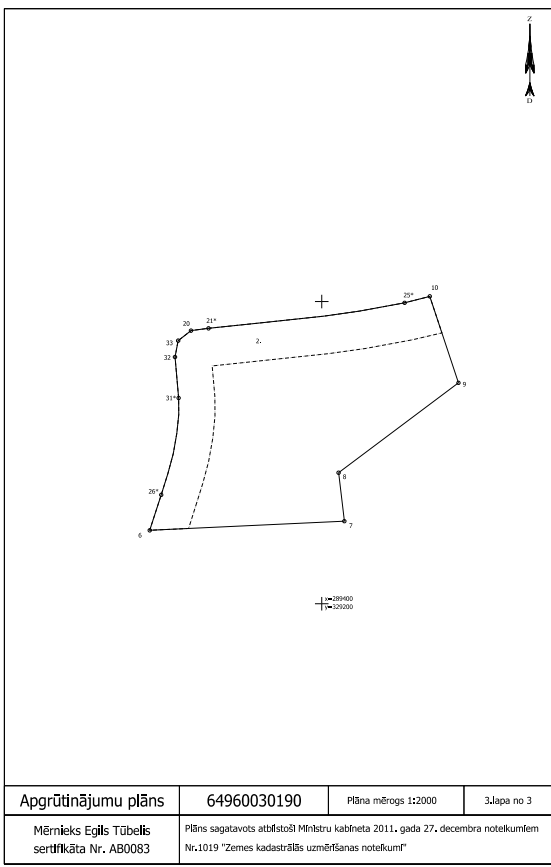 Z
D
10
25*
20
21*
33
2.
32
9
31*
8
26*
7
6
x=289400
y=329200
Apgrūtinājumu plāns
64960030190
Plāna mērogs 1:2000
3.lapa no 3
Mērnieks Egils Tūbelis
sertifikāta Nr. AB0083
Plāns sagatavots atbilstoši Ministru kabineta 2011. gada 27. decembra noteikumiem
Nr.1019 "Zemes kadastrālās uzmērīšanas noteikumi"